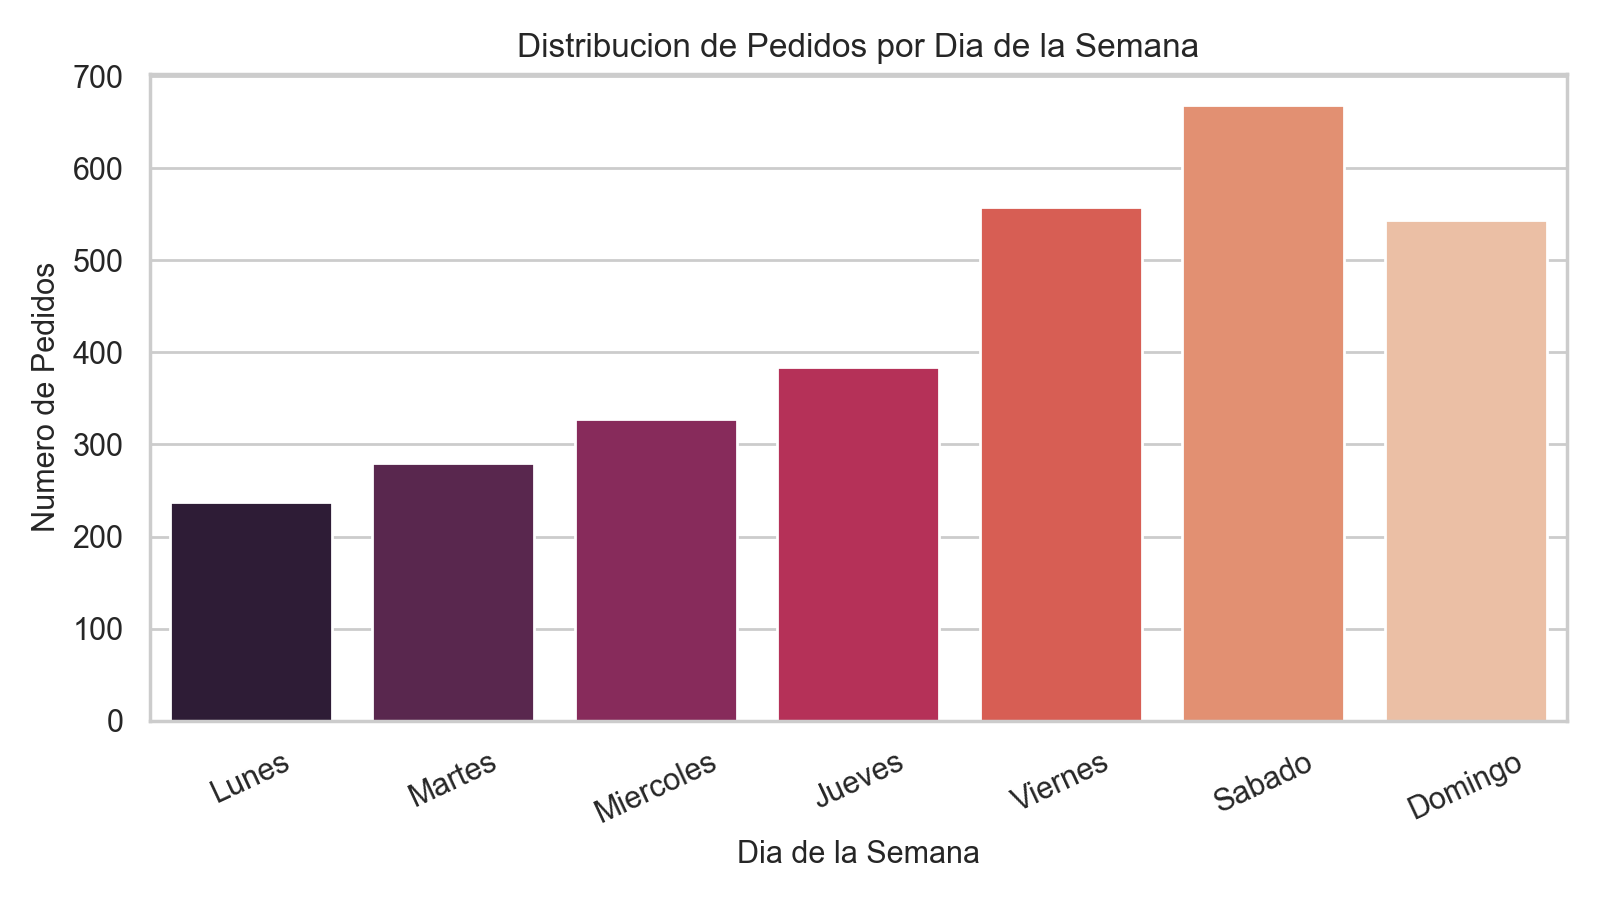 Distribucion de Pedidos por Dia de la Semana
Numero de Pedidos
700
600
500
400
300
200
100
0
Lunes
Martes
Miercoles
Jueves
Viernes
Sabado
Domingo
Dia de la Semana